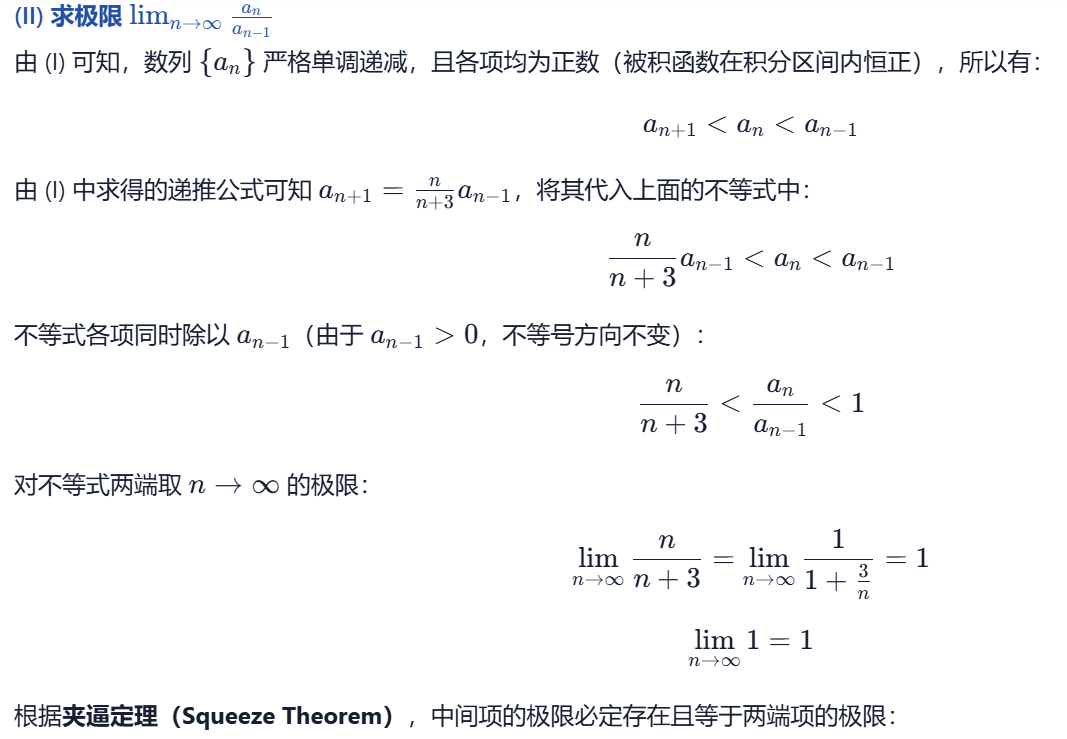 (II) 求极限 lim_{n→∞} \frac{a_n}{a_{n-1}}
由 (I) 可知，数列 {a_n} 严格单调递减，且各项均为正数（被积函数在积分区间内恒正），所以有：
a_{n+1} < a_n < a_{n-1}
由 (I) 中求得的递推公式可知 a_{n+1} = \frac{n}{n+3}a_{n-1}，将其代入上面的不等式中：
\frac{n}{n+3}a_{n-1} < a_n < a_{n-1}
不等式各项同时除以 a_{n-1}（由于 a_{n-1} > 0，不等号方向不变）：
\frac{n}{n+3} < \frac{a_n}{a_{n-1}} < 1
对不等式两端取 n → ∞ 的极限：
\lim_{n→∞} \frac{n}{n+3} = \lim_{n→∞} \frac{1}{1+\frac{3}{n}} = 1
\lim_{n→∞} 1 = 1
根据夹逼定理（Squeeze Theorem），中间项的极限必定存在且等于两端项的极限：